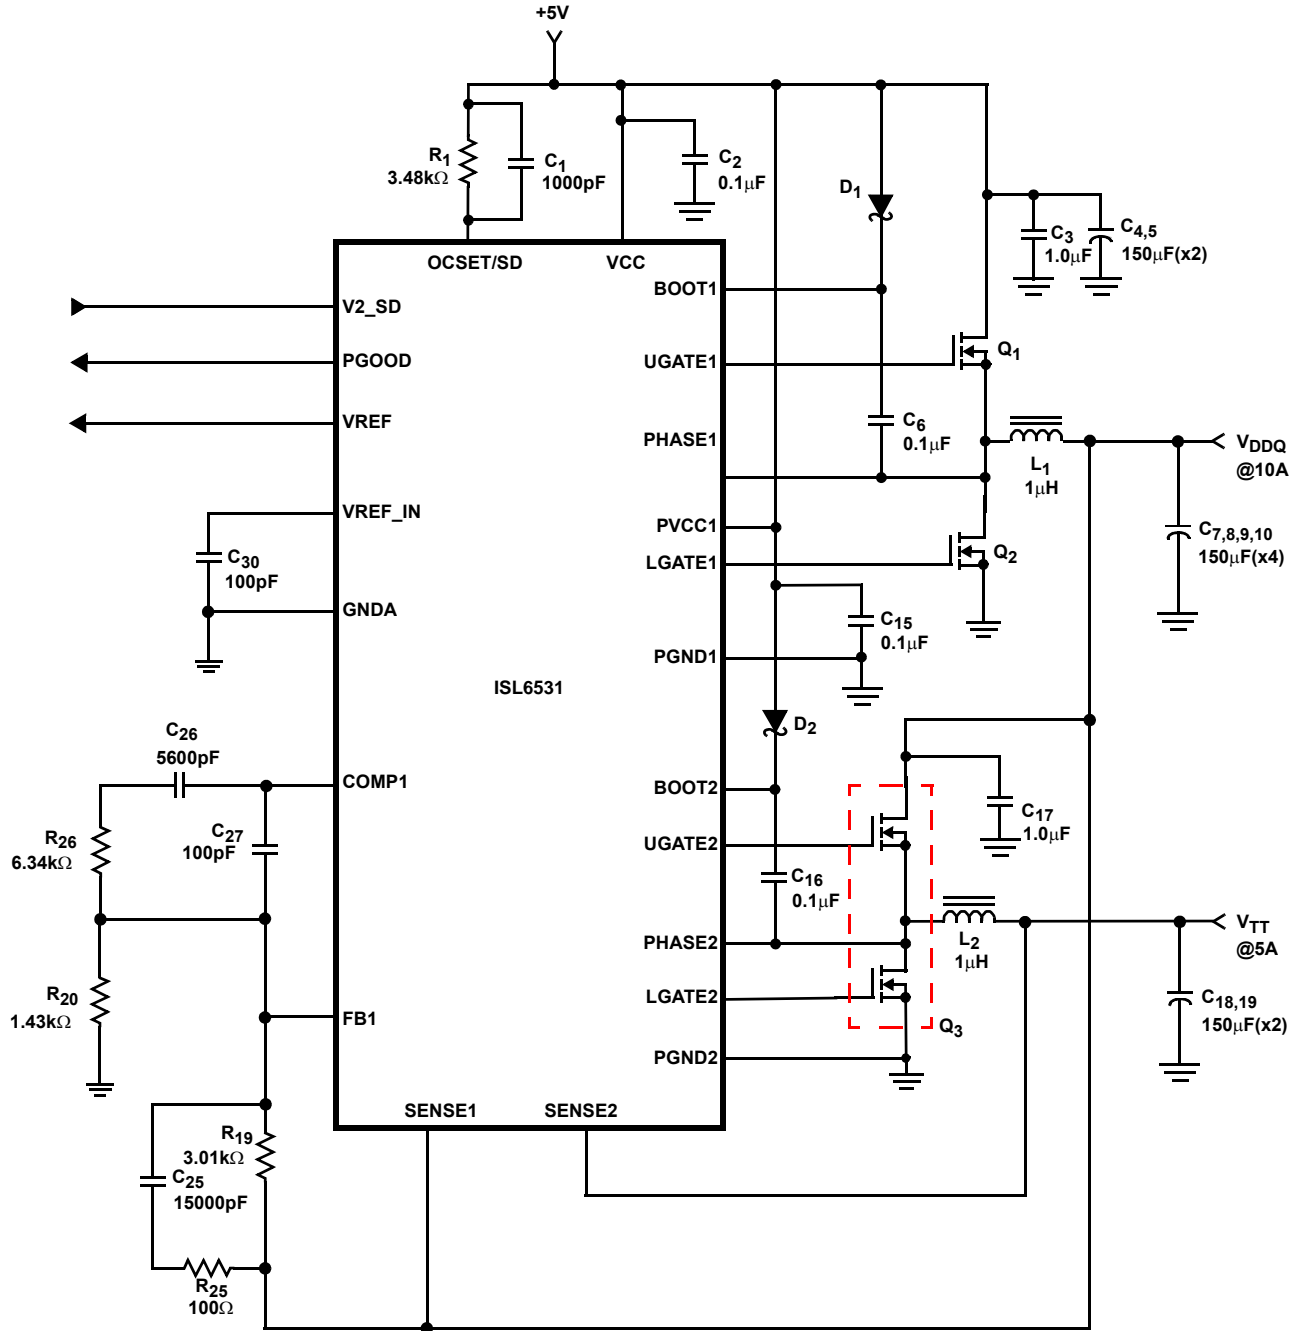 +5V
R1
3.48kΩ
C1
1000pF
C2
0.1µF
D1
C3
1.0µF
C4,5
150µF(x2)
OCSET/SD
VCC
BOOT1
V2_SD
PGOOD
UGATE1
Q1
VREF
C6
0.1µF
PHASE1
L1
1µH
VDDQ
@10A
VREF_IN
PVCC1
C7,8,9,10
150µF(x4)
C30
100pF
LGATE1
Q2
GNDA
C15
0.1µF
PGND1
ISL6531
D2
C26
5600pF
COMP1
BOOT2
C17
1.0µF
R26
6.34kΩ
C27
100pF
UGATE2
C16
0.1µF
PHASE2
L2
1µH
VTT
@5A
R20
1.43kΩ
LGATE2
C18,19
150µF(x2)
FB1
Q3
PGND2
SENSE1
SENSE2
R19
3.01kΩ
C25
15000pF
R25
100Ω